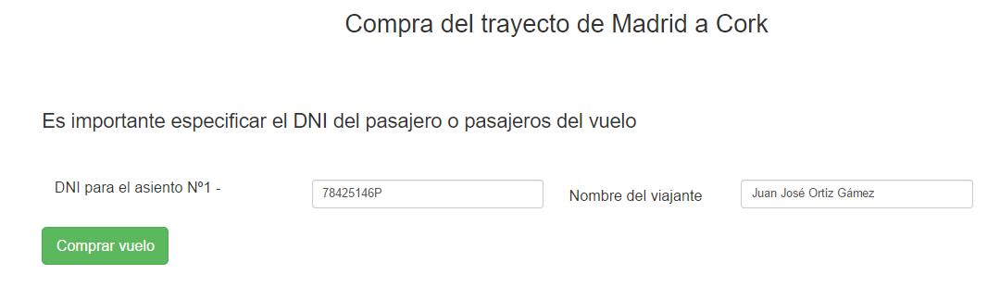 Compra del trayecto de Madrid a Cork
Es importante especificar el DNI del pasajero o pasajeros del vuelo
DNI para el asiento Nº1 - 78425146P Nombre del viajante Juan José Ortiz Gámez
Comprar vuelo